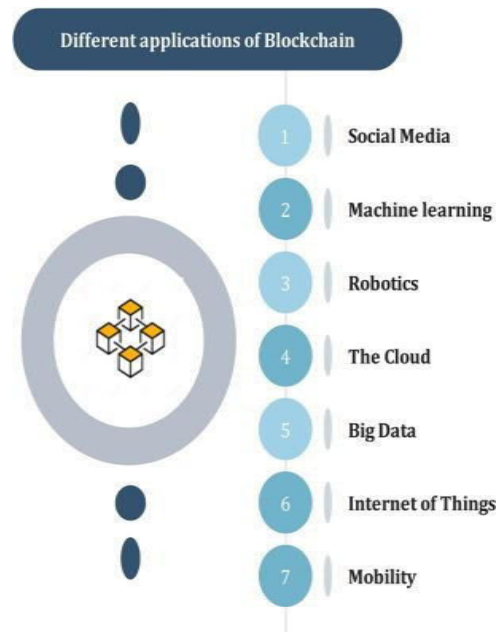 Different applications of Blockchain
1 Social Media
2 Machine learning
3 Robotics
4 The Cloud
5 Big Data
6 Internet of Things
7 Mobility